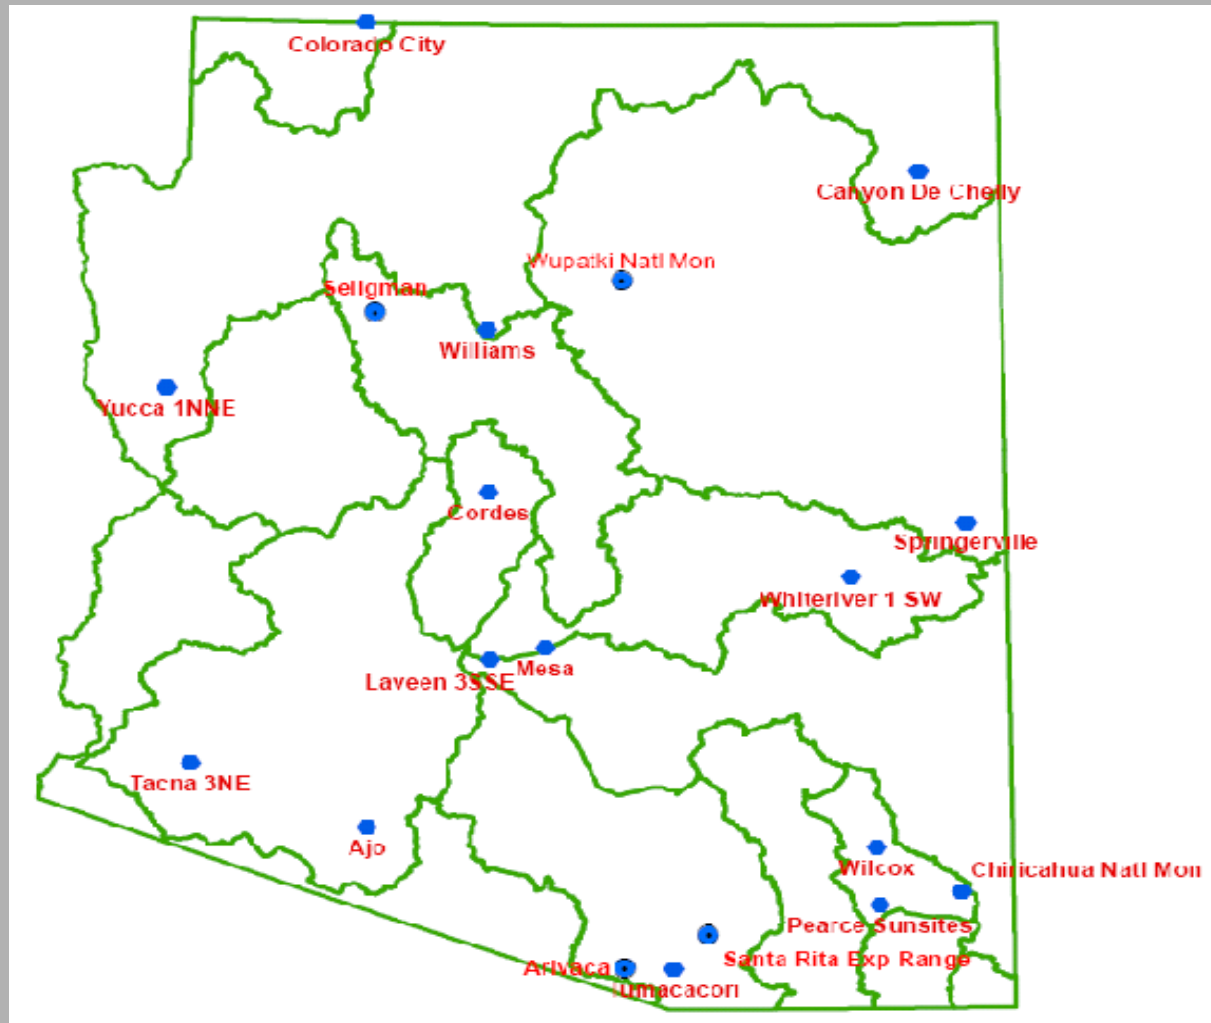 Colorado City
Canyon De Chelly
Wupatki Natl Mon
Seligman
Williams
Yucca 1NNE
Cordes
Springerville
Whiteriver 1 SW
Mesa
Laveen 3SSE
Tacna 3NE
Ajo
Wilcox
Chiricahua Natl Mon
Pearce Sunsites
Santa Rita Exp Range
Arivaca
Tumacacori